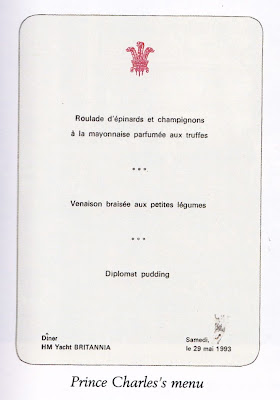 Roulade d'épinards et champignons
à la mayonnaise parfumée aux truffes
***
Venaison braisée aux petites légumes
***
Diplomat pudding
Dîner
HM Yacht BRITANNIA
Samedi,
le 29 mai 1993
Prince Charles's menu